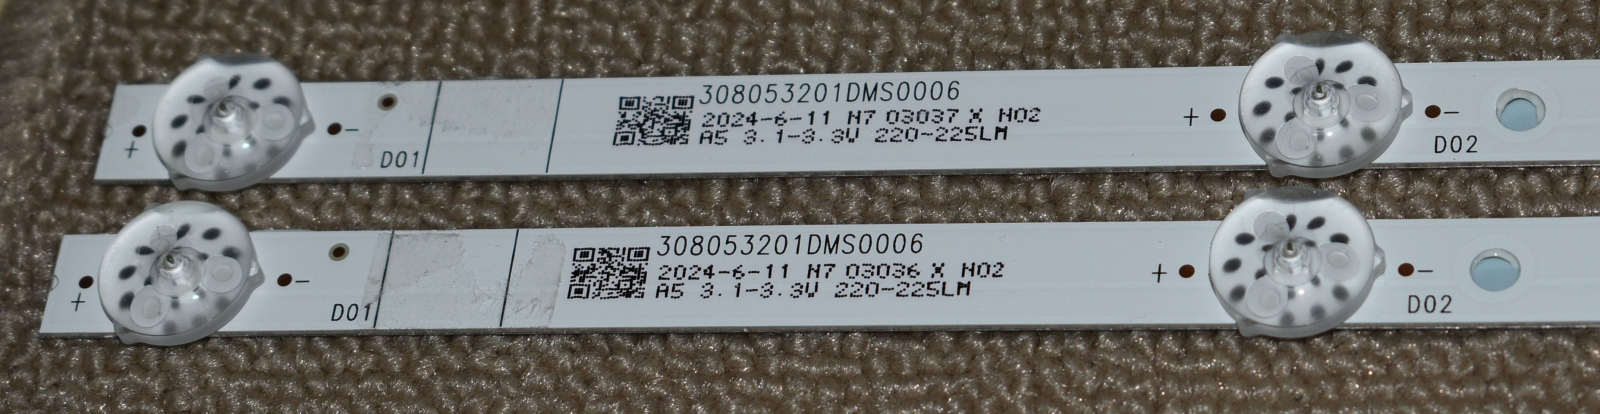 308053201DMS0006
2024-6-11 N7 03037 X N02
A5 3.1-3.3V 220-225LM
+ - D01 + - D02
308053201DMS0006
2024-6-11 N7 03036 X N02
A5 3.1-3.3V 220-225LM
+ - D01 + - D02